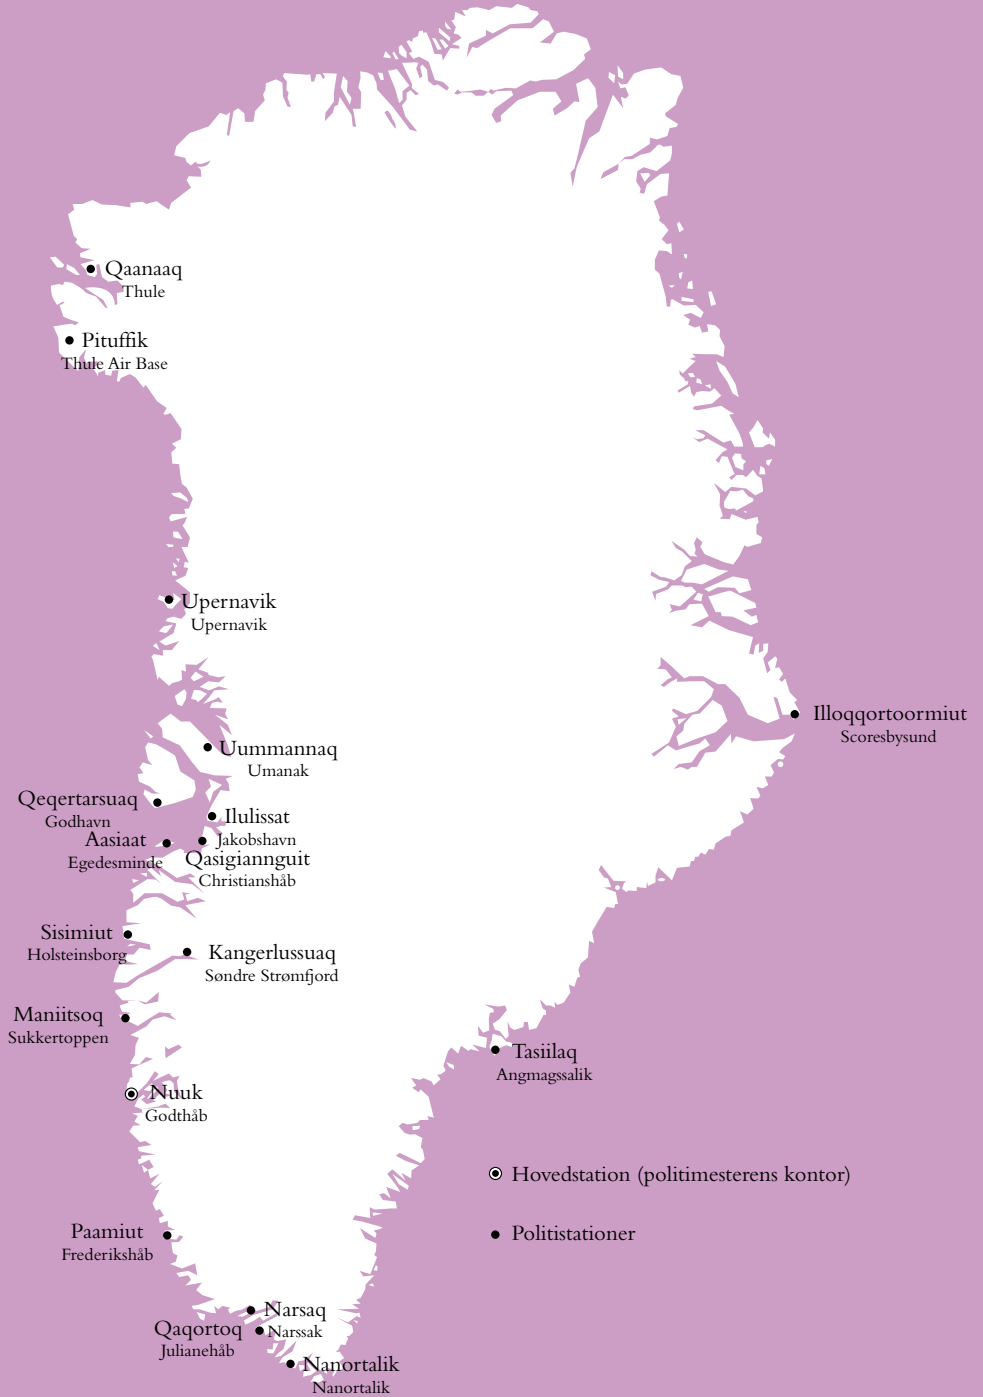 Qaanaaq
Thule
Pituffik
Thule Air Base
Upernavik
Upernavik
Illoqqortoormiut
Scoresbysund
Uummannaq
Umanak
Qeqertarsuaq
Godhavn
Ilulissat
Jakobshavn
Aasiaat
Egedesminde
Qasigiannguit
Christianshåb
Sisimiut
Holsteinsborg
Kangerlussuaq
Søndre Strømfjord
Maniitsoq
Sukkertoppen
Tasiilaq
Angmagssalik
Nuuk
Godthåb
Hovedstation (politimesterens kontor)
Politistationer
Paamiut
Frederikshåb
Narsaq
Narssak
Qaqortoq
Julianehåb
Nanortalik
Nanortalik